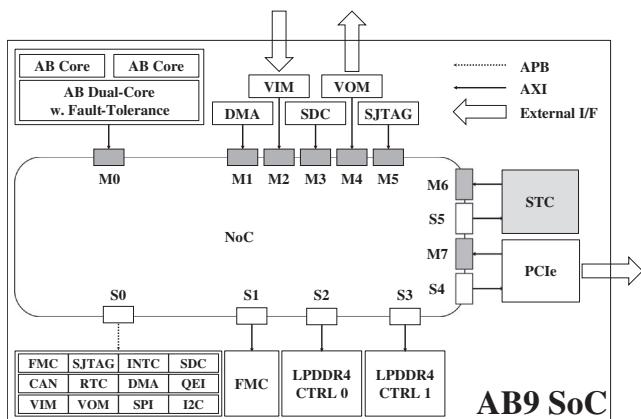 AB Core AB Core
AB Dual-Core
w. Fault-Tolerance
VIM VOM
DMA SDC SJTAG
APB
AXI
External I/F
M0 M1 M2 M3 M4 M5
M6
STC
S5
NoC
M7
PCIe
S4
S0 S1 S2 S3
FMC SJTAG INTC SDC
CAN RTC DMA QEI
VIM VOM SPI I2C
FMC
LPDDR4
CTRL 0
LPDDR4
CTRL 1
AB9 SoC